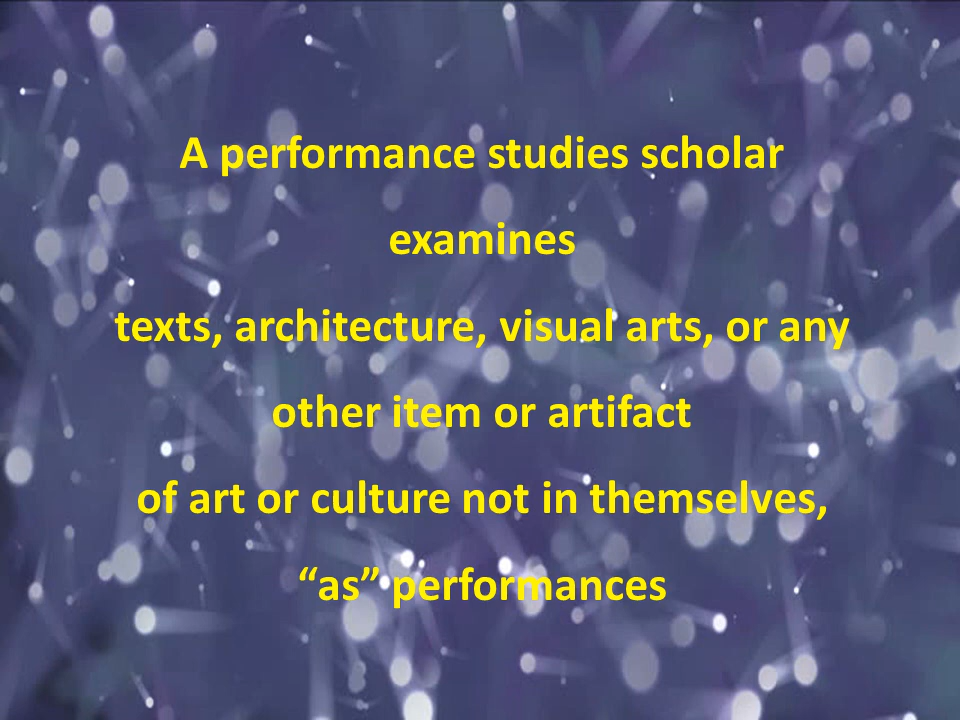 A performance studies scholar
examines
texts, architecture, visual arts, or any
other item or artifact
of art or culture not in themselves,
“as” performances